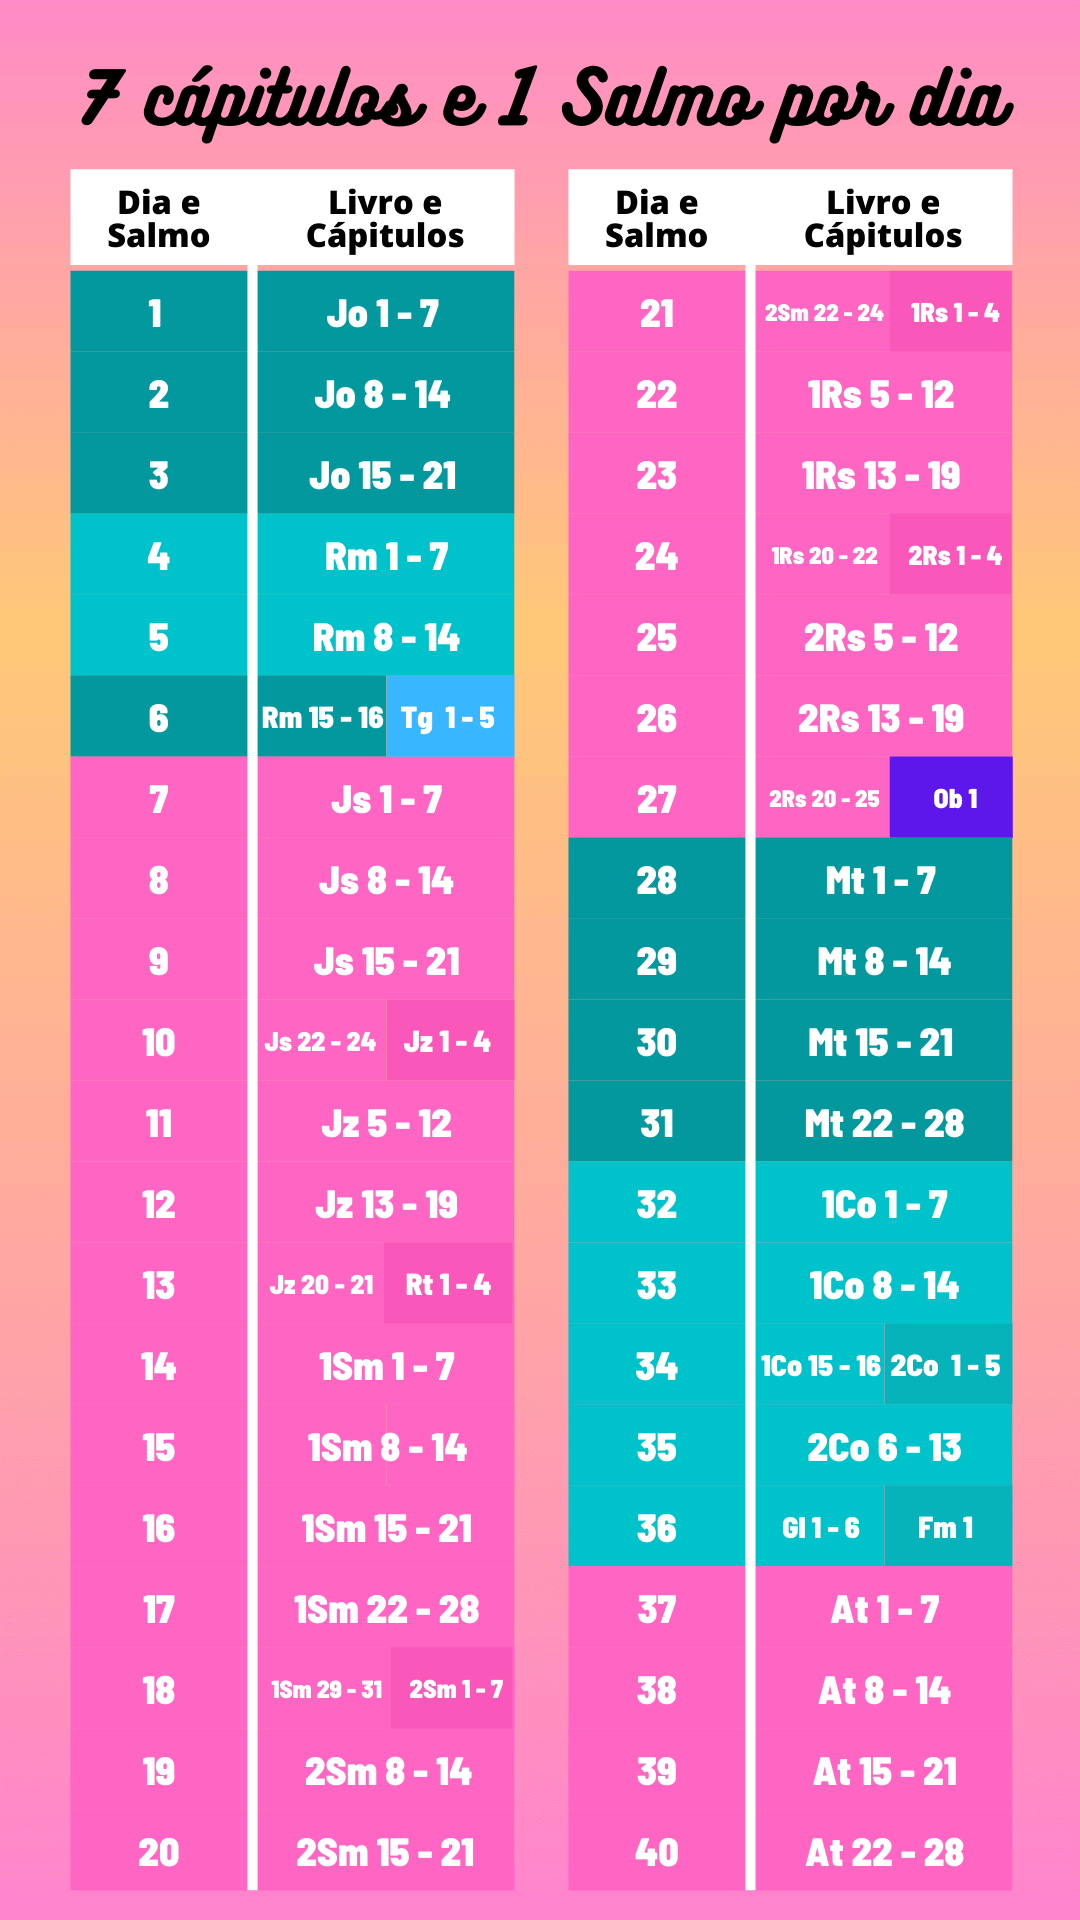 7 cápitulos e 1 Salmo por dia
Dia e
Salmo
Livro e
Cápitulos
1 Jo 1 - 7
2 Jo 8 - 14
3 Jo 15 - 21
4 Rm 1 - 7
5 Rm 8 - 14
6 Rm 15 - 16 Tg 1 - 5
7 Js 1 - 7
8 Js 8 - 14
9 Js 15 - 21
10 Js 22 - 24 Jz 1 - 4
11 Jz 5 - 12
12 Jz 13 - 19
13 Jz 20 - 21 Rt 1 - 4
14 1Sm 1 - 7
15 1Sm 8 - 14
16 1Sm 15 - 21
17 1Sm 22 - 28
18 1Sm 29 - 31 2Sm 1 - 7
19 2Sm 8 - 14
20 2Sm 15 - 21
Dia e
Salmo
Livro e
Cápitulos
21 2Sm 22 - 24 1Rs 1 - 4
22 1Rs 5 - 12
23 1Rs 13 - 19
24 1Rs 20 - 22 2Rs 1 - 4
25 2Rs 5 - 12
26 2Rs 13 - 19
27 2Rs 20 - 25 Ob 1
28 Mt 1 - 7
29 Mt 8 - 14
30 Mt 15 - 21
31 Mt 22 - 28
32 1Co 1 - 7
33 1Co 8 - 14
34 1Co 15 - 16 2Co 1 - 5
35 2Co 6 - 13
36 Gl 1 - 6 Fm 1
37 At 1 - 7
38 At 8 - 14
39 At 15 - 21
40 At 22 - 28